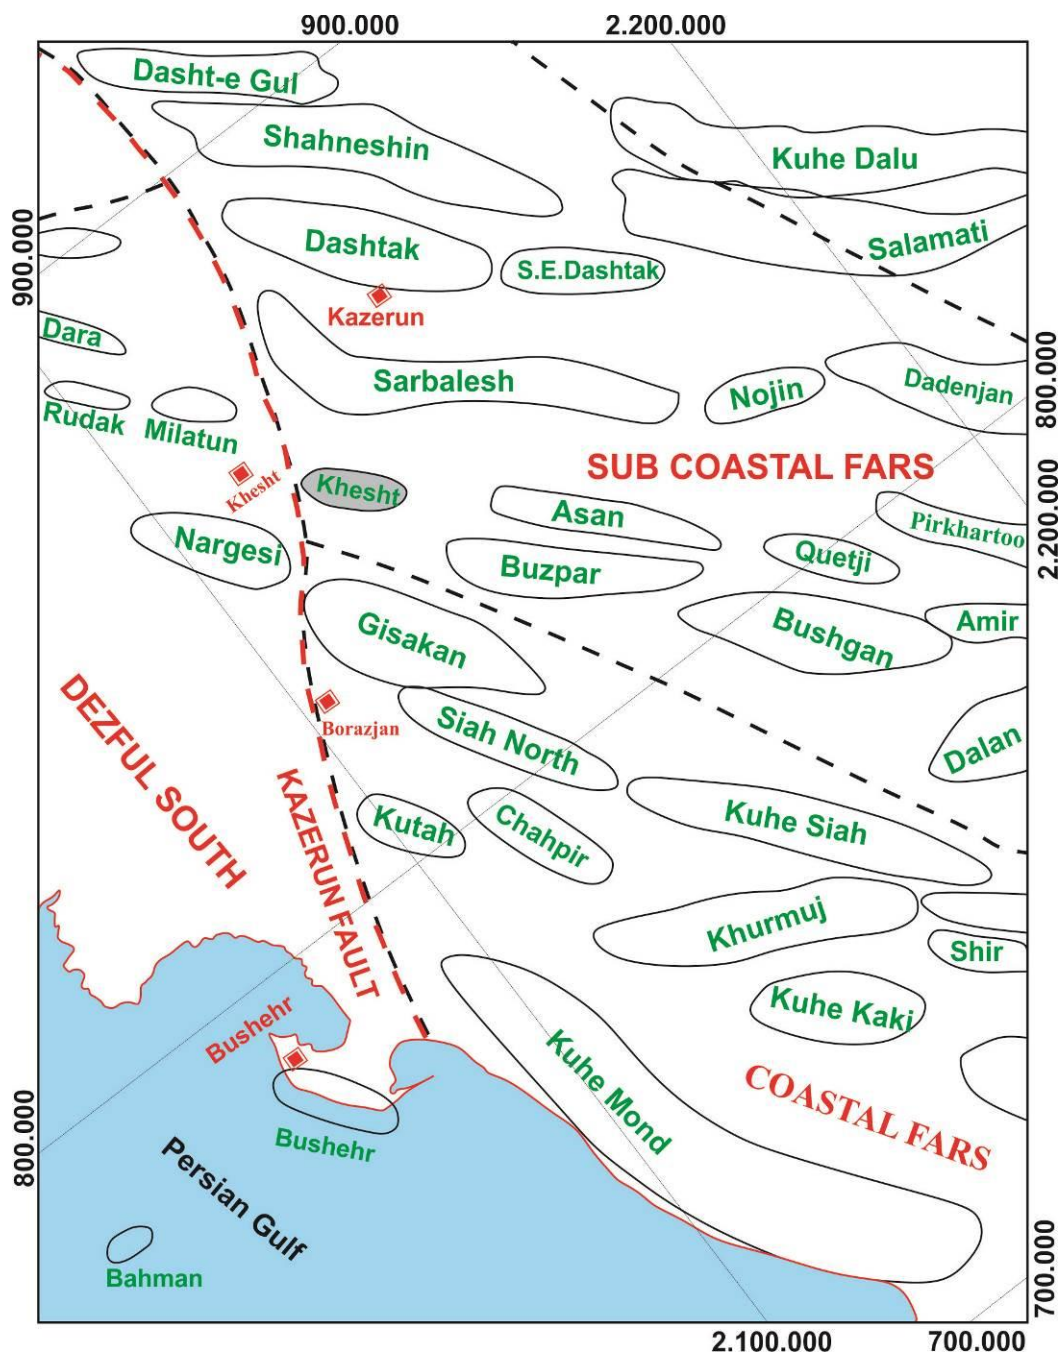 900.000
2.200.000
Dasht-e Gul
Shahneshin
Kuhe Dalu
900.000
Dashtak
S.E.Dashtak
Salamati
Kazerun
Dara
Sarbalesh
Nojin
Dadenjan
800.000
Rudak
Milatun
SUB COASTAL FARS
Khesht
Khesht
Asan
Pirkhartoo
2.200.000
Nargesi
Buzpar
Quetji
Gisakan
Bushgan
Amir
Borazjan
Siah North
Dalan
DEZFUL SOUTH
KAZERUN FAULT
Kutah
Chahpir
Kuhe Siah
Khurmuj
Shir
Kuhe Kaki
Bushehr
Kuhe Mond
COASTAL FARS
800.000
Bushehr
Persian Gulf
Bahman
700.000
2.100.000
700.000